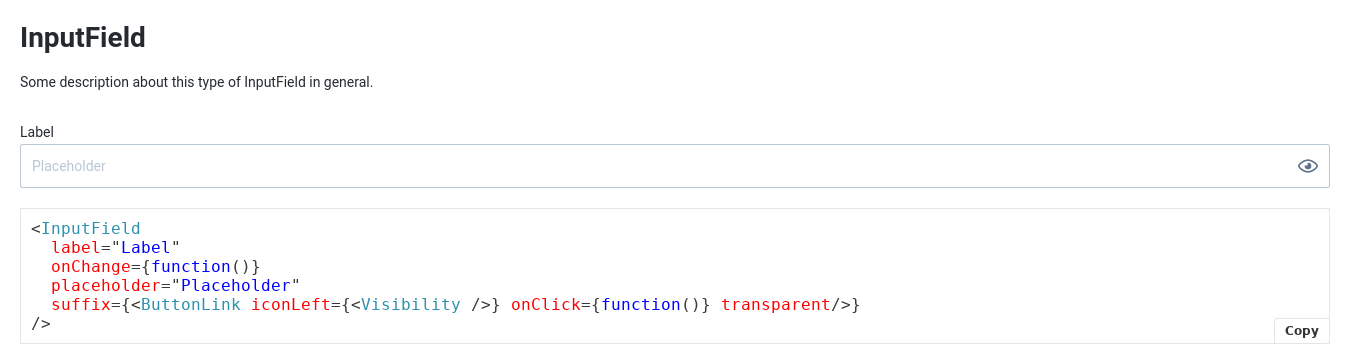 InputField
Some description about this type of InputField in general.
Label
Placeholder
<InputField
  label="Label"
  onChange={function()}
  placeholder="Placeholder"
  suffix={<ButtonLink iconLeft={<Visibility />} onClick={function()} transparent/>}
/>
Copy